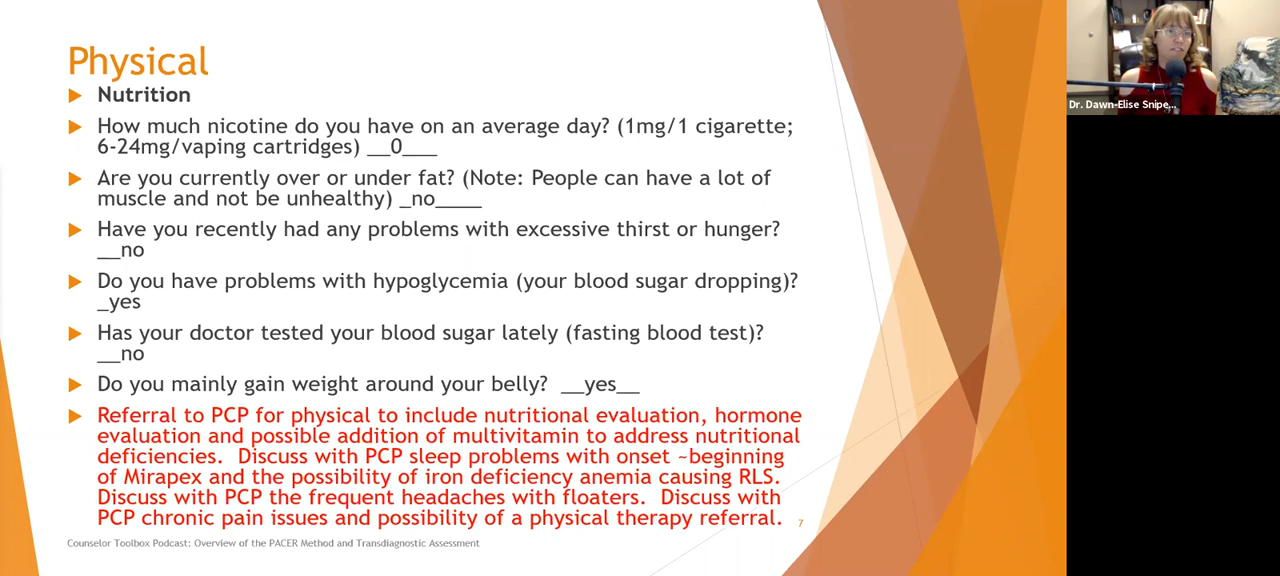 Physical
Nutrition
How much nicotine do you have on an average day? (1mg/1 cigarette;
6-24mg/vaping cartridges) __0___
Are you currently over or under fat? (Note: People can have a lot of
muscle and not be unhealthy) _no____
Have you recently had any problems with excessive thirst or hunger?
__no
Do you have problems with hypoglycemia (your blood sugar dropping)?
_yes
Has your doctor tested your blood sugar lately (fasting blood test)?
__no
Do you mainly gain weight around your belly?  __yes__
Referral to PCP for physical to include nutritional evaluation, hormone
evaluation and possible addition of multivitamin to address nutritional
deficiencies.  Discuss with PCP sleep problems with onset ~beginning
of Mirapex and the possibility of iron deficiency anemia causing RLS.
Discuss with PCP the frequent headaches with floaters.  Discuss with
PCP chronic pain issues and possibility of a physical therapy referral.
7
Counselor Toolbox Podcast: Overview of the PACER Method and Transdiagnostic Assessment
Dr. Dawn-Elise Snipe...